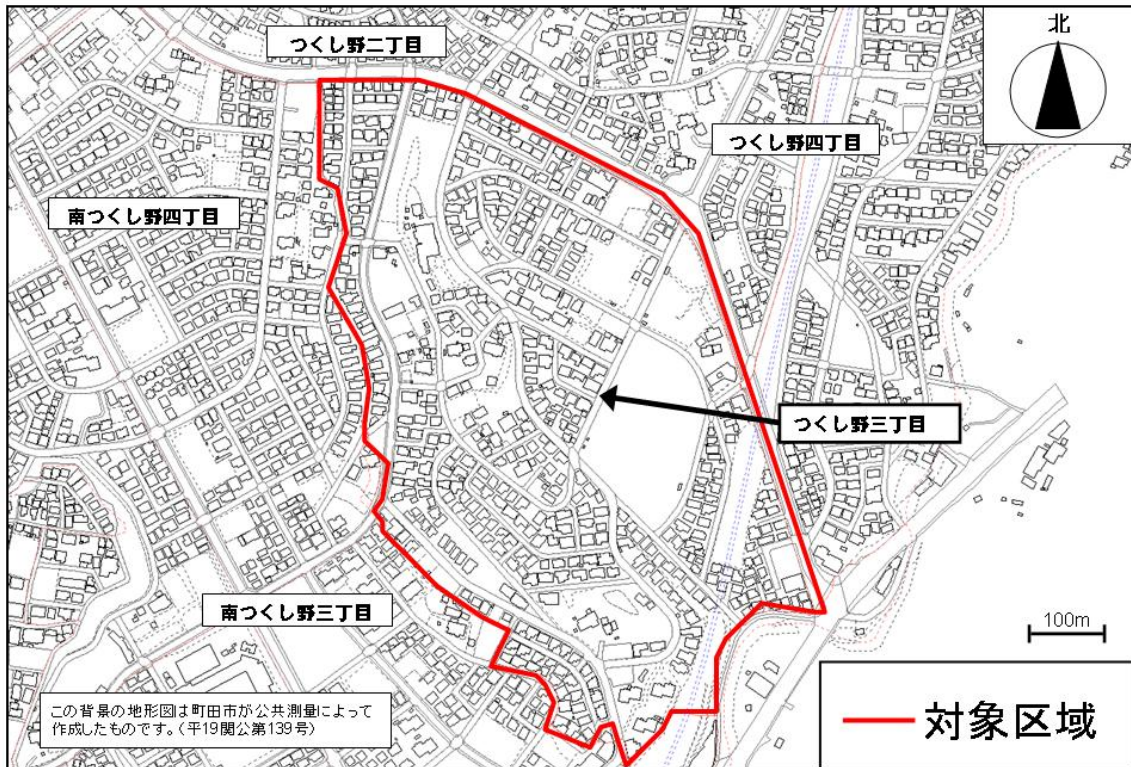 つくし野二丁目
北
つくし野四丁目
南つくし野四丁目
つくし野三丁目
南つくし野三丁目
100m
この背景の地形図は町田市が公共測量によって
作成したものです。(平19関公第139号)
対象区域